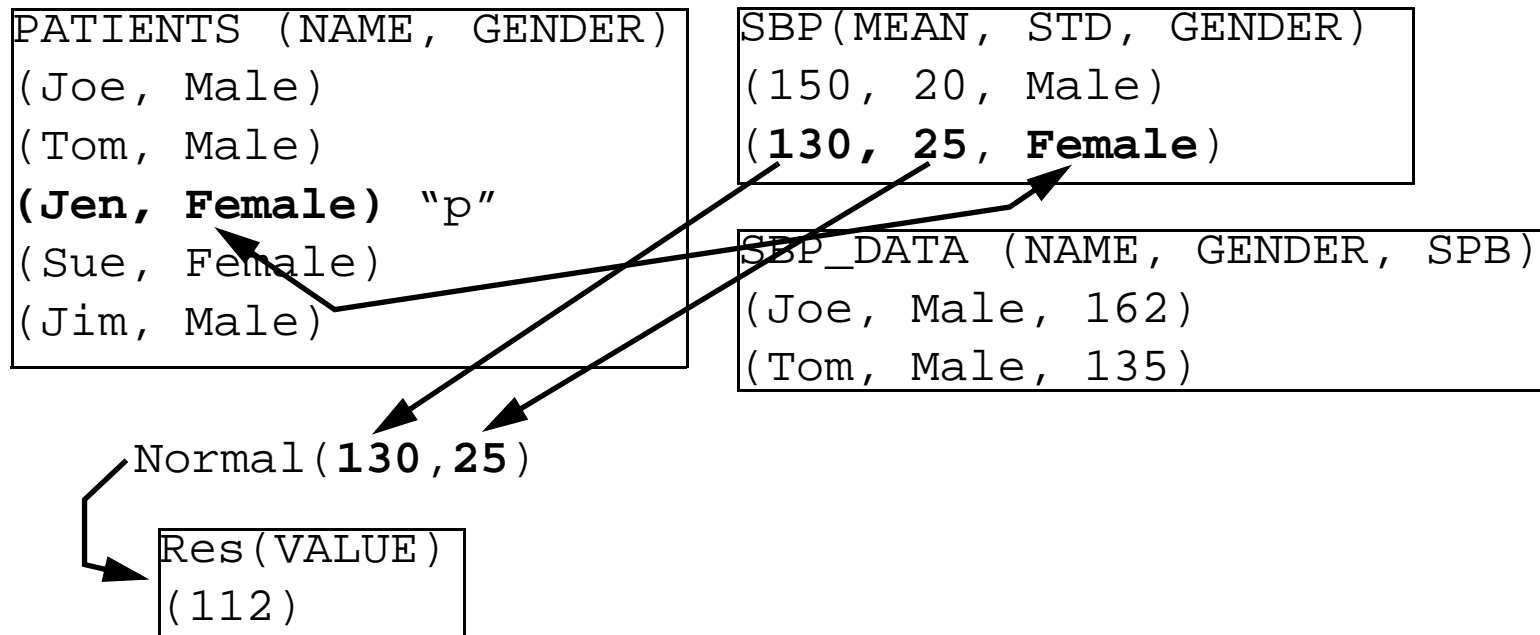 PATIENTS (NAME, GENDER)
(Joe, Male)
(Tom, Male)
(Jen, Female) “p”
(Sue, Female)
(Jim, Male)
SBP(MEAN, STD, GENDER)
(150, 20, Male)
(130, 25, Female)
SBP_DATA (NAME, GENDER, SPB)
(Joe, Male, 162)
(Tom, Male, 135)
Normal(130,25)
Res(VALUE)
(112)